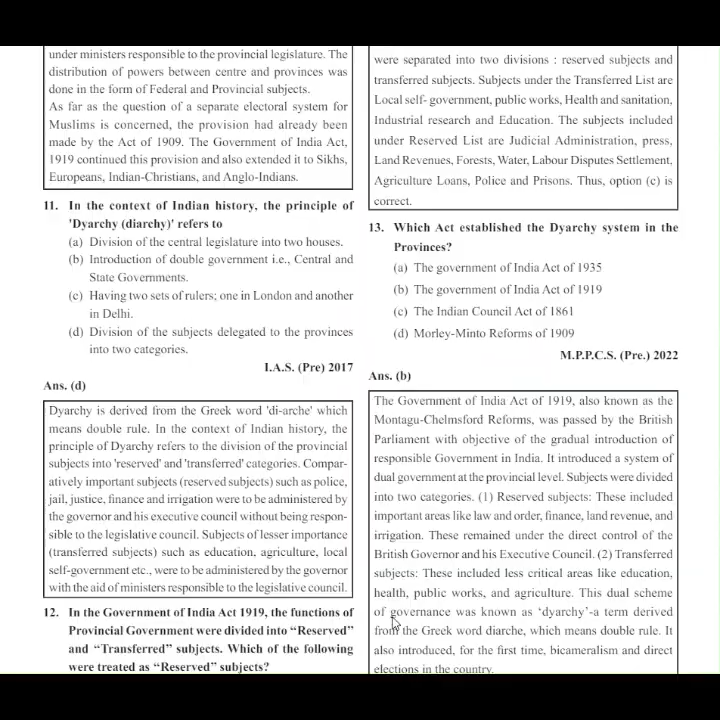 under ministers responsible to the provincial legislature. The
distribution of powers between centre and provinces was
done in the form of Federal and Provincial subjects.
As far as the question of a separate electoral system for
Muslims is concerned, the provision had already been
made by the Act of 1909. The Government of India Act,
1919 continued this provision and also extended it to Sikhs,
Europeans, Indian-Christians, and Anglo-Indians.
11. In the context of Indian history, the principle of
'Dyarchy (diarchy)' refers to
(a) Division of the central legislature into two houses.
(b) Introduction of double government i.e., Central and
State Governments.
(c) Having two sets of rulers; one in London and another
in Delhi.
(d) Division of the subjects delegated to the provinces
into two categories.
I.A.S. (Pre) 2017
Ans. (d)
Dyarchy is derived from the Greek word 'di-arche' which
means double rule. In the context of Indian history, the
principle of Dyarchy refers to the division of the provincial
subjects into 'reserved' and 'transferred' categories. Compar-
atively important subjects (reserved subjects) such as police,
jail, justice, finance and irrigation were to be administered by
the governor and his executive council without being respon-
sible to the legislative council. Subjects of lesser importance
(transferred subjects) such as education, agriculture, local
self-government etc., were to be administered by the governor
with the aid of ministers responsible to the legislative council.
12. In the Government of India Act 1919, the functions of
Provincial Government were divided into “Reserved”
and “Transferred” subjects. Which of the following
were treated as “Reserved” subjects?
were separated into two divisions : reserved subjects and
transferred subjects. Subjects under the Transferred List are
Local self- government, public works, Health and sanitation,
Industrial research and Education. The subjects included
under Reserved List are Judicial Administration, press,
Land Revenues, Forests, Water, Labour Disputes Settlement,
Agriculture Loans, Police and Prisons. Thus, option (c) is
correct.
13. Which Act established the Dyarchy system in the
Provinces?
(a) The government of India Act of 1935
(b) The government of India Act of 1919
(c) The Indian Council Act of 1861
(d) Morley-Minto Reforms of 1909
M.P.P.C.S. (Pre.) 2022
Ans. (b)
The Government of India Act of 1919, also known as the
Montagu-Chelmsford Reforms, was passed by the British
Parliament with objective of the gradual introduction of
responsible Government in India. It introduced a system of
dual government at the provincial level. Subjects were divided
into two categories. (1) Reserved subjects: These included
important areas like law and order, finance, land revenue, and
irrigation. These remained under the direct control of the
British Governor and his Executive Council. (2) Transferred
subjects: These included less critical areas like education,
health, public works, and agriculture. This dual scheme
of governance was known as ‘dyarchy’-a term derived
from the Greek word diarche, which means double rule. It
also introduced, for the first time, bicameralism and direct
elections in the country.